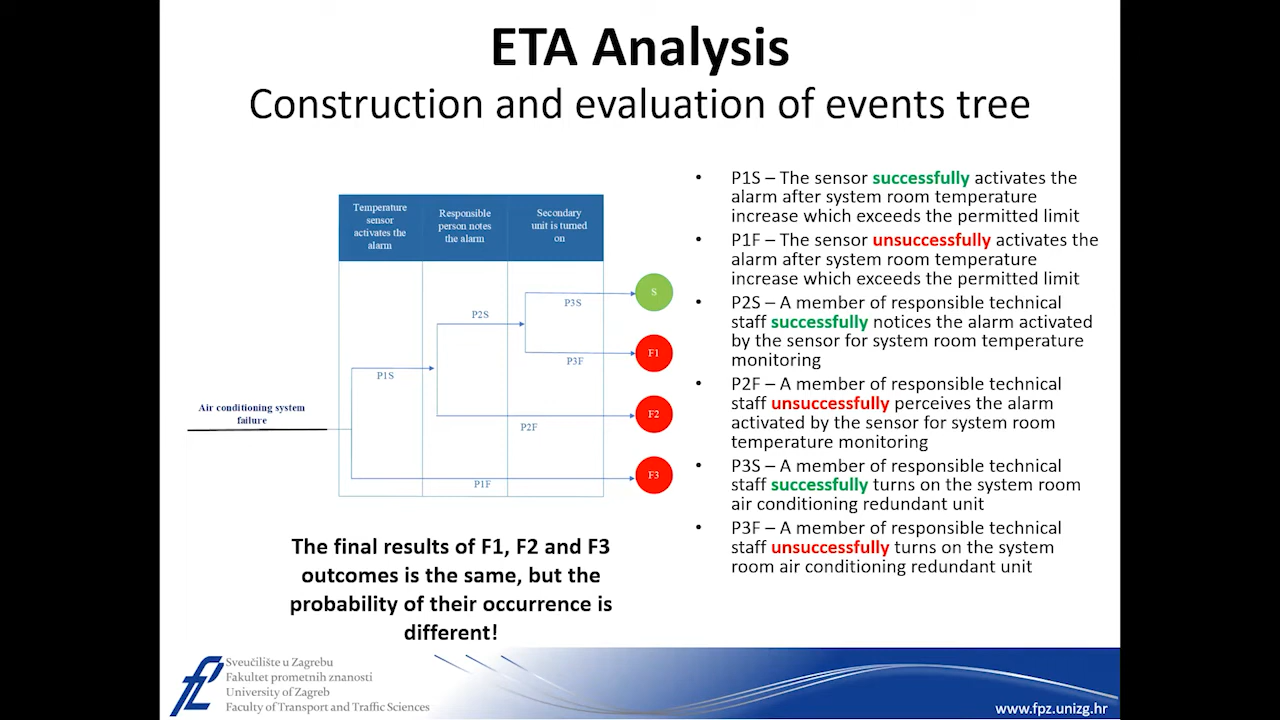 ETA Analysis
Construction and evaluation of events tree
Temperature
sensor
activates the
alarm
Responsible
person notes
the alarm
Secondary
unit is turned
on
S
P3S
P2S
F1
P3F
P1S
Air conditioning system
failure
F2
P2F
F3
P1F
The final results of F1, F2 and F3
outcomes is the same, but the
probability of their occurrence is
different!
• P1S – The sensor successfully activates the
alarm after system room temperature
increase which exceeds the permitted limit
• P1F – The sensor unsuccessfully activates the
alarm after system room temperature
increase which exceeds the permitted limit
• P2S – A member of responsible technical
staff successfully notices the alarm activated
by the sensor for system room temperature
monitoring
• P2F – A member of responsible technical
staff unsuccessfully perceives the alarm
activated by the sensor for system room
temperature monitoring
• P3S – A member of responsible technical
staff successfully turns on the system room
air conditioning redundant unit
• P3F – A member of responsible technical
staff unsuccessfully turns on the system
room air conditioning redundant unit
Sveučilište u Zagrebu
Fakultet prometnih znanosti
University of Zagreb
Faculty of Transport and Traffic Sciences
www.fpz.unizg.hr